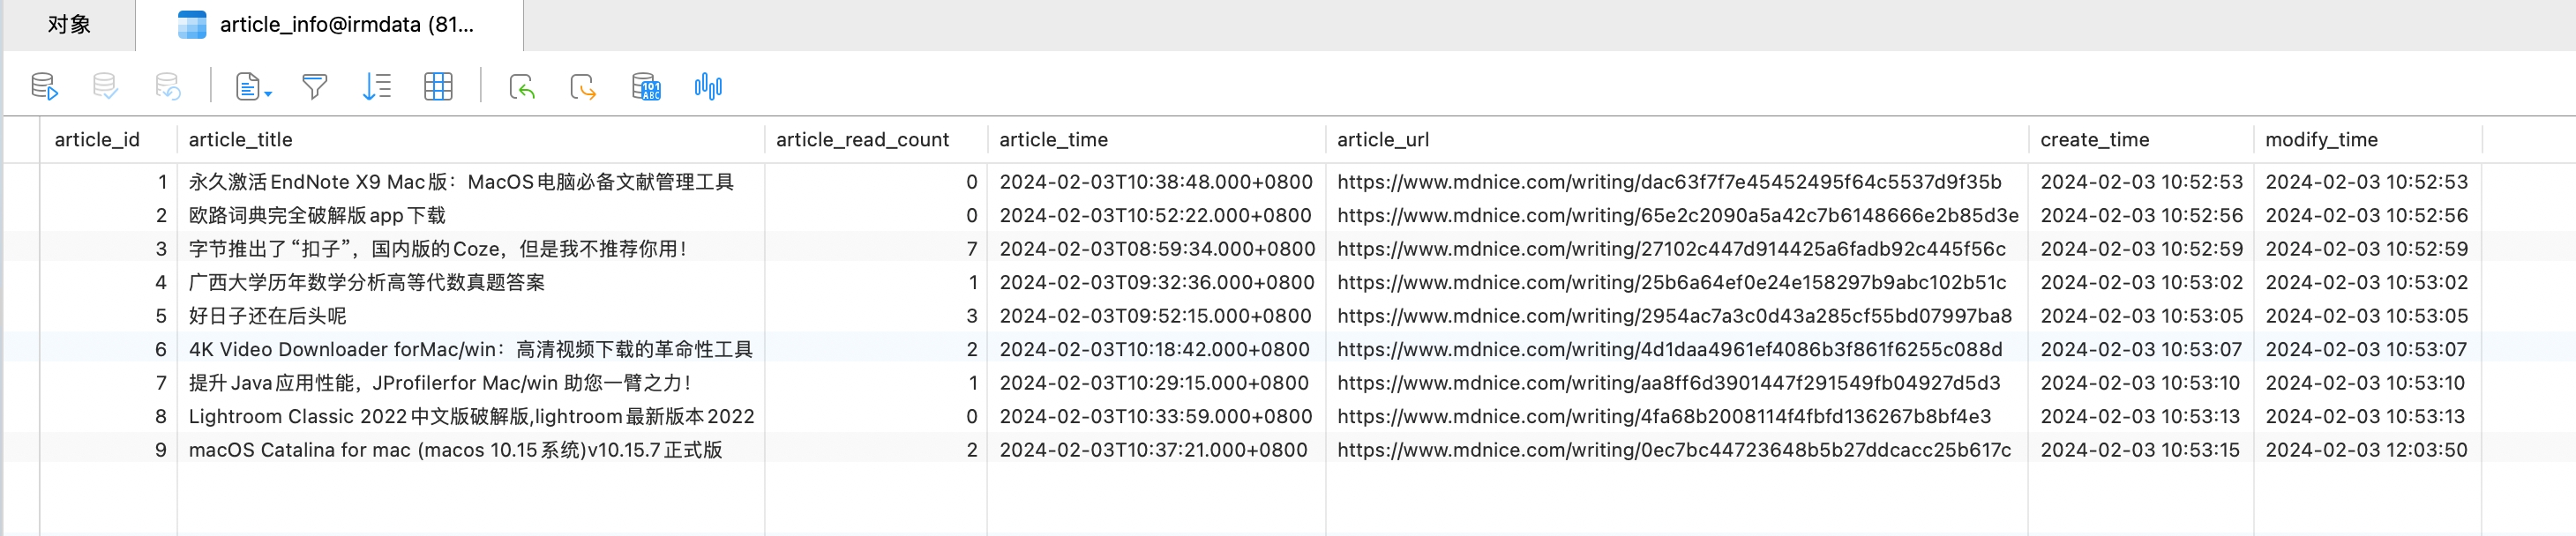 对象 article_info@irmdata (81...
101
ABC
article_id article_title article_read_count article_time article_url create_time modify_time
1 永久激活EndNote X9 Mac版：MacOS电脑必备文献管理工具 0 2024-02-03T10:38:48.000+0800 https://www.mdnice.com/writing/dac63f7f7e45452495f64c5537d9f35b 2024-02-03 10:52:53 2024-02-03 10:52:53
2 欧路词典完全破解版app下载 0 2024-02-03T10:52:22.000+0800 https://www.mdnice.com/writing/65e2c2090a5a42c7b6148666e2b85d3e 2024-02-03 10:52:56 2024-02-03 10:52:56
3 字节推出了“扣子”，国内版的Coze，但是我不推荐你用！ 7 2024-02-03T08:59:34.000+0800 https://www.mdnice.com/writing/27102c447d914425a6fadb92c445f56c 2024-02-03 10:52:59 2024-02-03 10:52:59
4 广西大学历年数学分析高等代数真题答案 1 2024-02-03T09:32:36.000+0800 https://www.mdnice.com/writing/25b6a64ef0e24e158297b9abc102b51c 2024-02-03 10:53:02 2024-02-03 10:53:02
5 好日子还在后头呢 3 2024-02-03T09:52:15.000+0800 https://www.mdnice.com/writing/2954ac7a3c0d43a285cf55bd07997ba8 2024-02-03 10:53:05 2024-02-03 10:53:05
6 4K Video Downloader forMac/win：高清视频下载的革命性工具 2 2024-02-03T10:18:42.000+0800 https://www.mdnice.com/writing/4d1daa4961ef4086b3f861f6255c088d 2024-02-03 10:53:07 2024-02-03 10:53:07
7 提升Java应用性能，JProfilerfor Mac/win 助您一臂之力！ 1 2024-02-03T10:29:15.000+0800 https://www.mdnice.com/writing/aa8ff6d3901447f291549fb04927d5d3 2024-02-03 10:53:10 2024-02-03 10:53:10
8 Lightroom Classic 2022中文版破解版,lightroom最新版本2022 0 2024-02-03T10:33:59.000+0800 https://www.mdnice.com/writing/4fa68b2008114f4fbfd136267b8bf4e3 2024-02-03 10:53:13 2024-02-03 10:53:13
9 macOS Catalina for mac (macos 10.15系统)v10.15.7正式版 2 2024-02-03T10:37:21.000+0800 https://www.mdnice.com/writing/0ec7bc44723648b5b27ddcacc25b617c 2024-02-03 10:53:15 2024-02-03 12:03:50